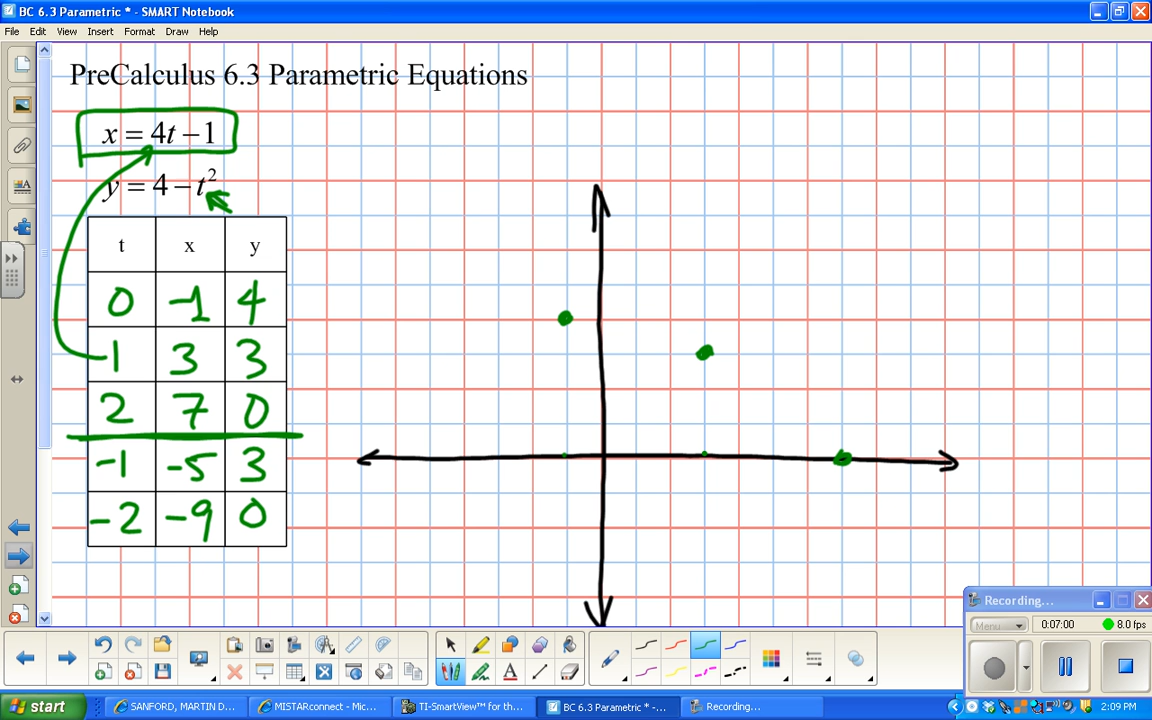 BC 6.3 Parametric * - SMART Notebook
File Edit View Insert Format Draw Help
PreCalculus 6.3 Parametric Equations
x = 4t − 1
y = 4 − t²
t x y
0 -1 4
1 3 3
2 7 0
-1 -5 3
-2 -9 0
Recording...
Menu 0:07:00 8.0 fps
start SANFORD, MARTIN D... MISTARconnect - Mic... TI-SmartView™ for th... BC 6.3 Parametric * -... Recording... 2:09 PM